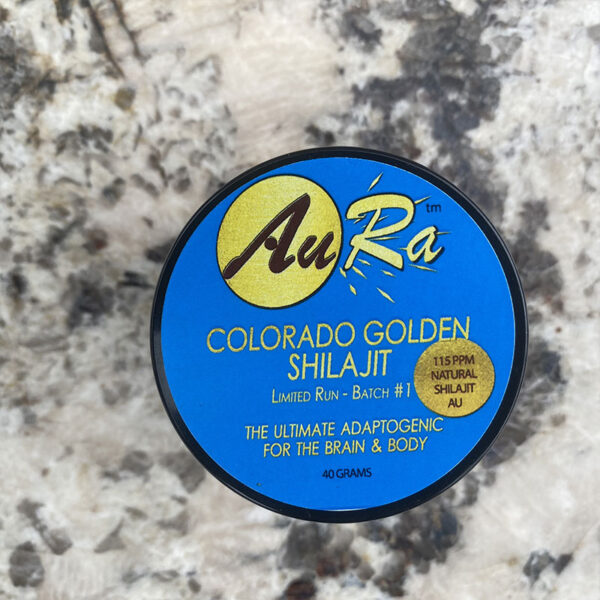 AuRa tm
COLORADO GOLDEN
SHILAJIT
LIMITED RUN - BATCH #1
115 PPM
NATURAL
SHILAJIT
AU
THE ULTIMATE ADAPTOGENIC
FOR THE BRAIN & BODY
40 GRAMS